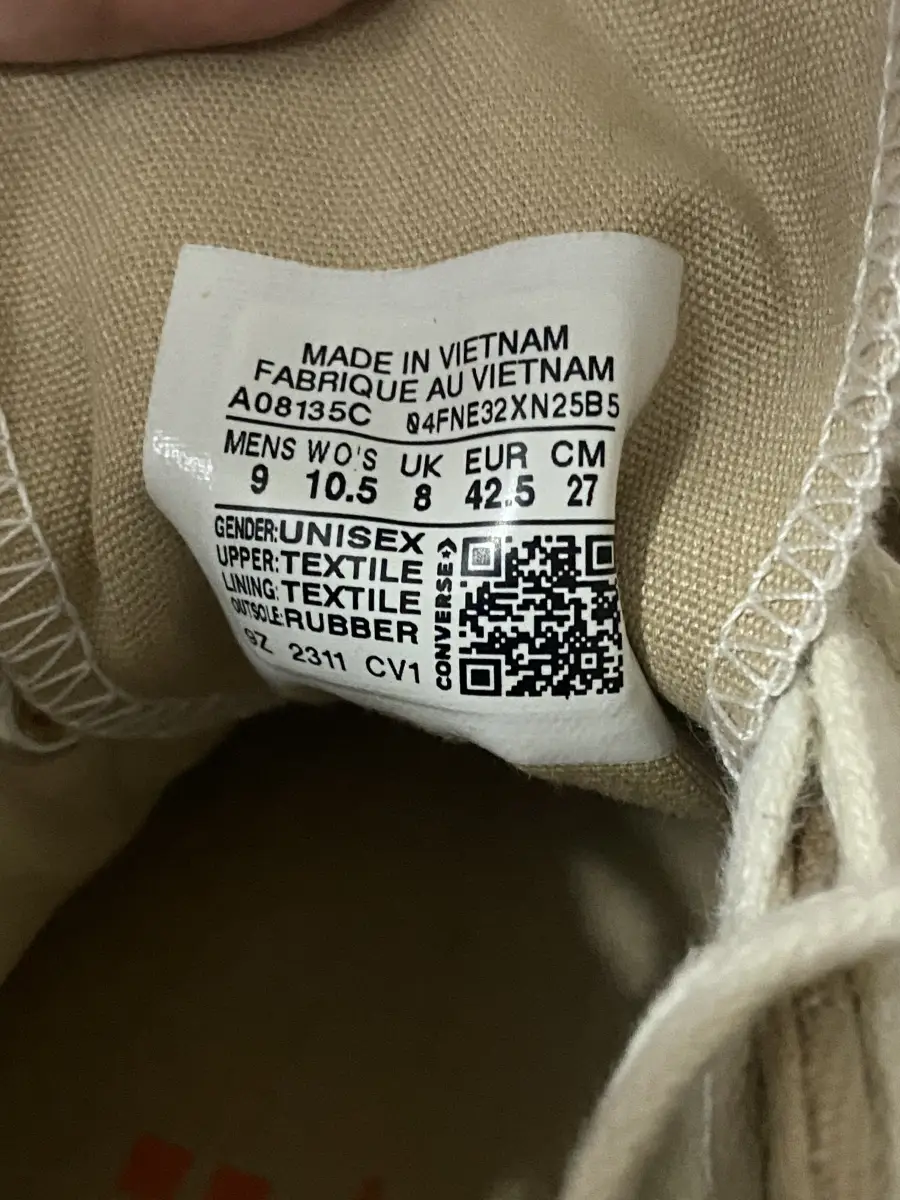 MADE IN VIETNAM
FABRIQUE AU VIETNAM
A08135C 04FNE32XN25B5
MENS WO'S UK EUR CM
9 10.5 8 42.5 27
GENDER:UNISEX
UPPER:TEXTILE
LINING:TEXTILE
OUTSOLE:RUBBER
9Z 2311 CV1
CONVERSE